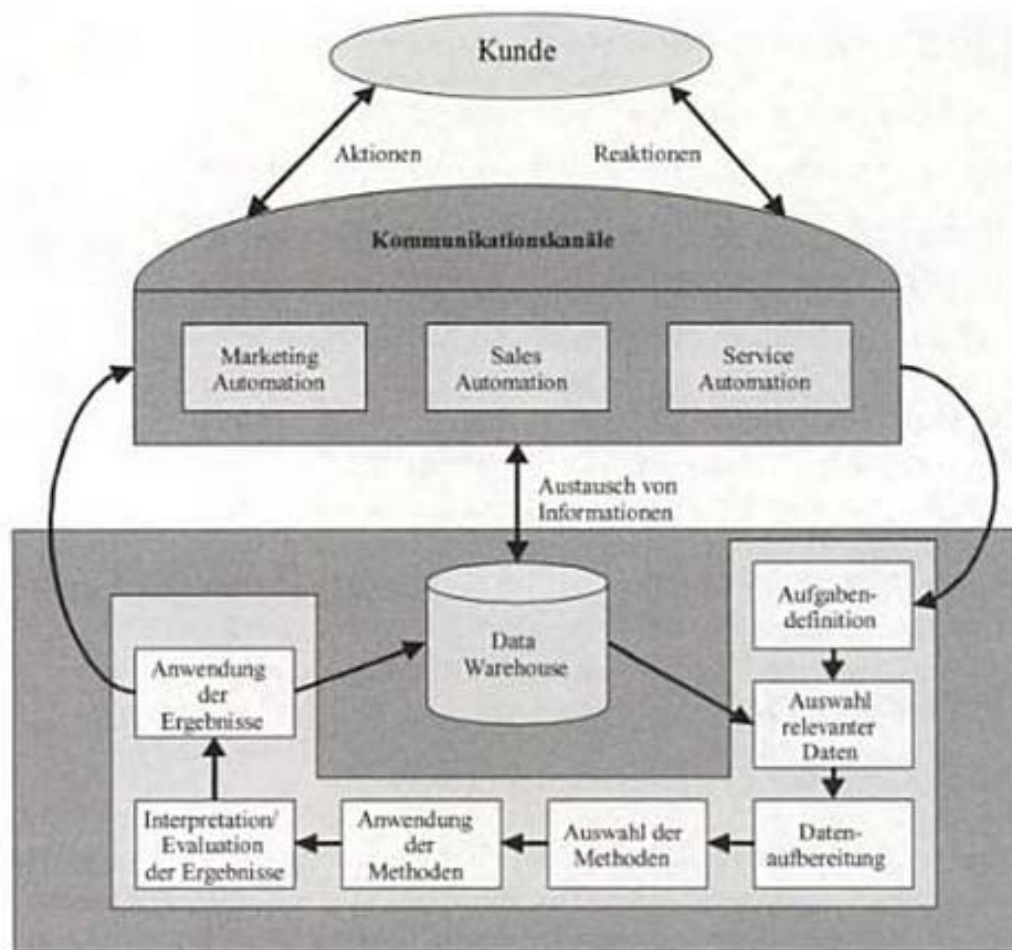 Kunde
Aktionen
Reaktionen
Kommunikationskanäle
Marketing
Automation
Sales
Automation
Service
Automation
Austausch von
Informationen
Data
Warehouse
Aufgaben-
definition
Auswahl
relevanter
Daten
Daten-
aufbereitung
Auswahl der
Methoden
Anwendung
der
Methoden
Interpretation/
Evaluation
der Ergebnisse
Anwendung
der
Ergebnisse